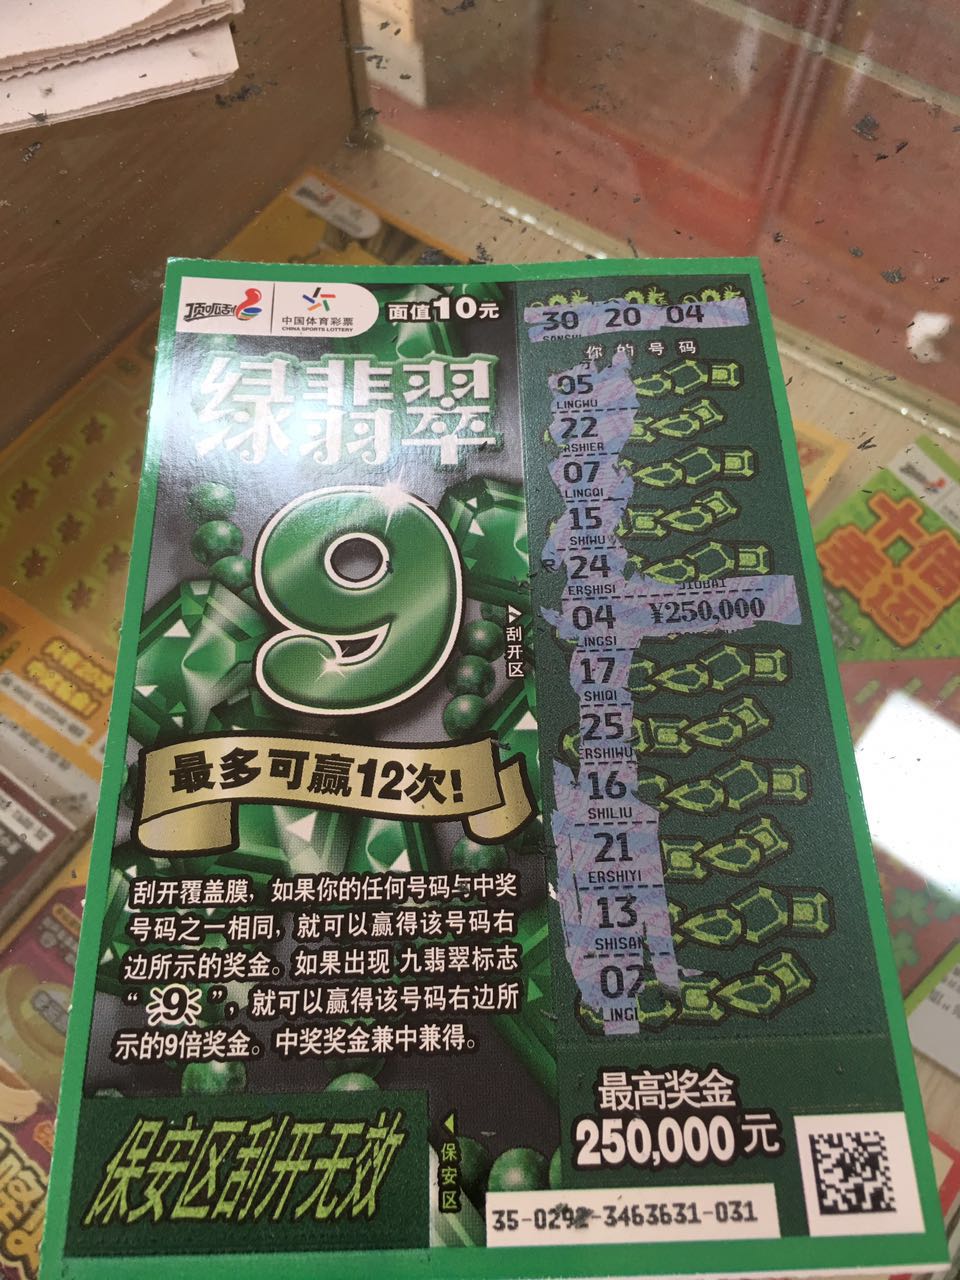 顶呱刮
中国体育彩票
CHINA SPORTS LOTTERY
面值10元
绿翡翠
9
最多可赢12次!
刮开覆盖膜，如果你的任何号码与中奖
号码之一相同，就可以赢得该号码右
边所示的奖金。如果出现 九翡翠标志
“9”，就可以赢得该号码右边所
示的9倍奖金。中奖奖金兼中兼得。
保安区刮开无效
保安区
刮开区
30 20 04
你的号码
05
LINGWU
22
ERSHIER
07
LINGQI
15
SHIWU
24
ERSHISI
04 ¥250,000
LINGSI
17
SHIQI
25
ERSHIWU
16
SHILIU
21
ERSHIYI
13
SHISAN
02
LINGI
最高奖金
250,000元
35-0292-3463631-031